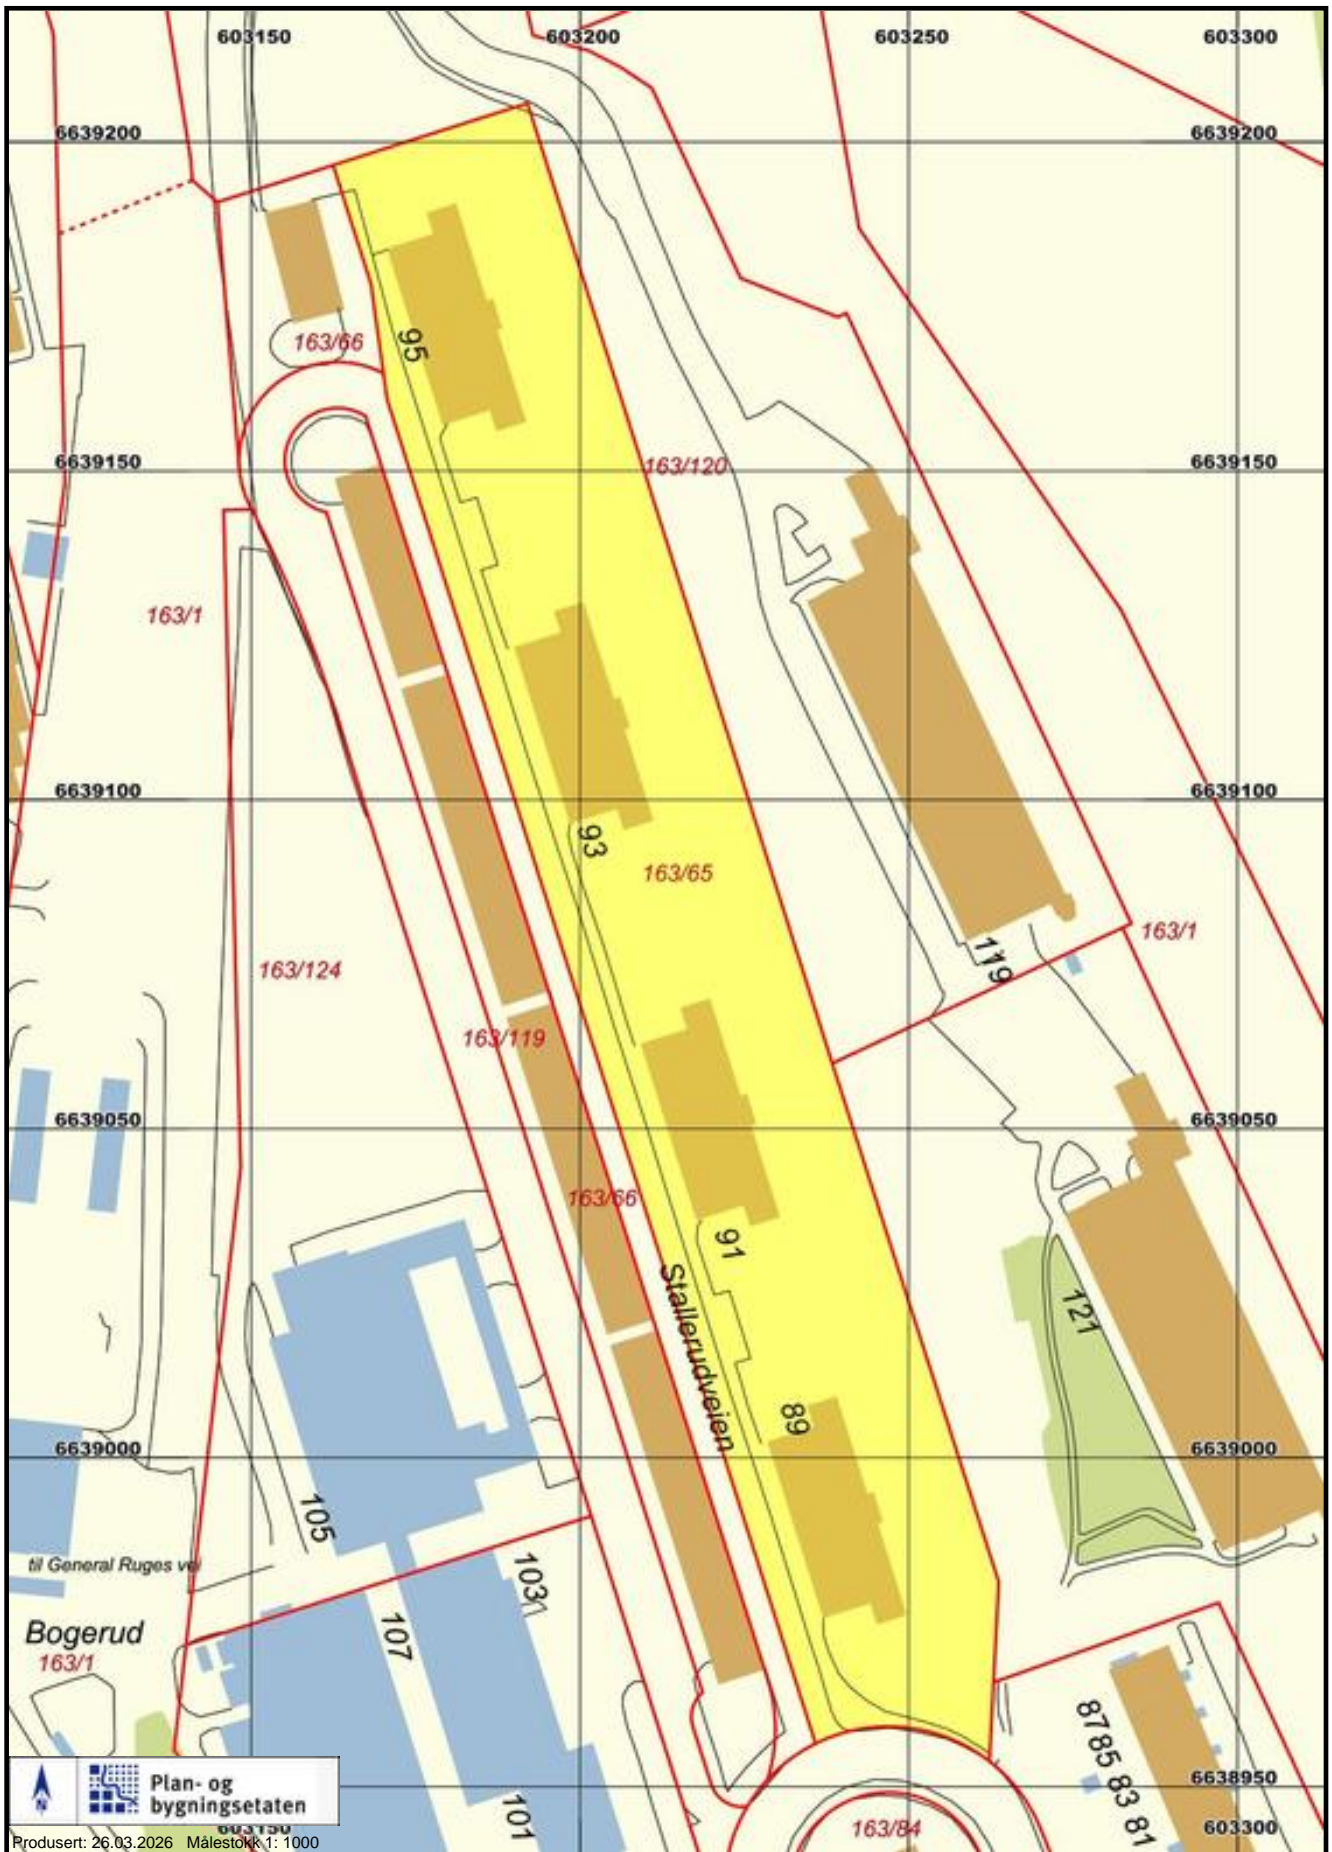 603150 603200 603250 603300
6639200 6639200
163/66
95
6639150 163/120 6639150
163/1
6639100 6639100
93
163/65
163/1
163/124
119
163/119
6639050 6639050
163/66
91
Stallerudveien
121
89
6639000 6639000
105
til General Ruges vei
103
107
Bogerud
163/1
87 85 83 81
Plan- og
bygningsetaten
6638950
101
603150 163/84 603300
N
Produsert: 26.03.2026 Målestokk 1: 1000